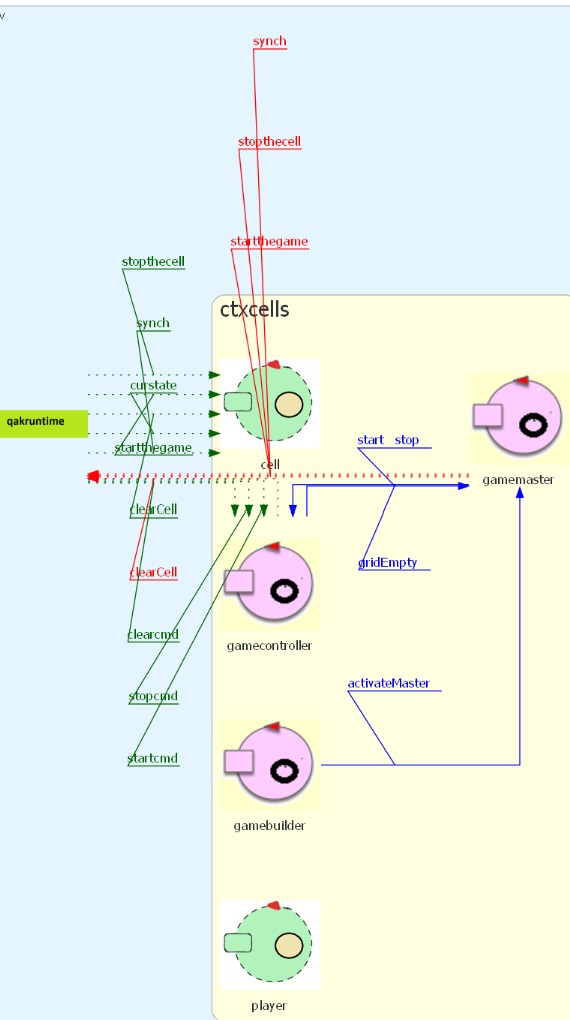 synch
stopthecell
startthegame
stopthecell
ctxcells
synch
curstate
qakruntime
startthegame
start stop
cell
gamemaster
clearCell
gridEmpty
clearCell
clearcmd
gamecontroller
activateMaster
stopcmd
startcmd
gamebuilder
player